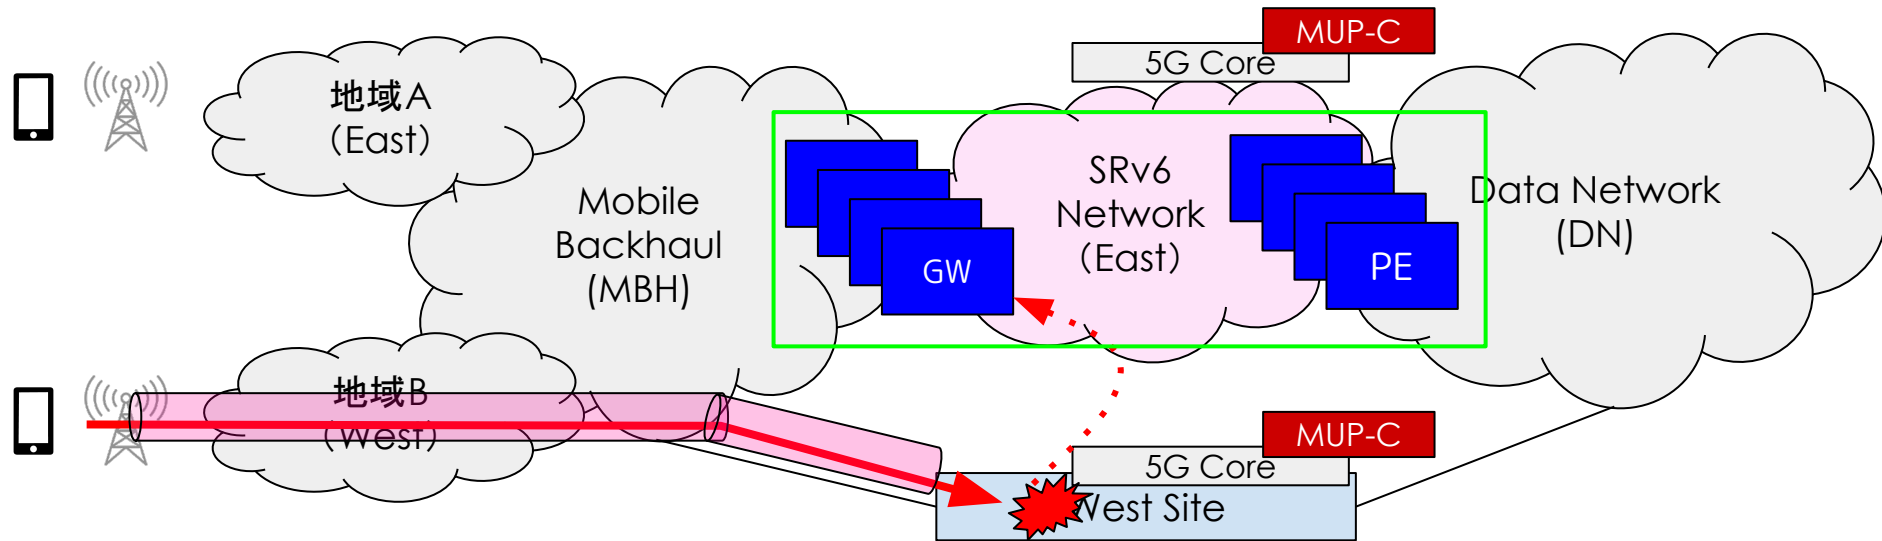 MUP-C
5G Core
地域A
（East）
Mobile
Backhaul
(MBH)
GW
SRv6
Network
（East）
PE
Data Network
(DN)
地域B
（West）
MUP-C
5G Core
West Site